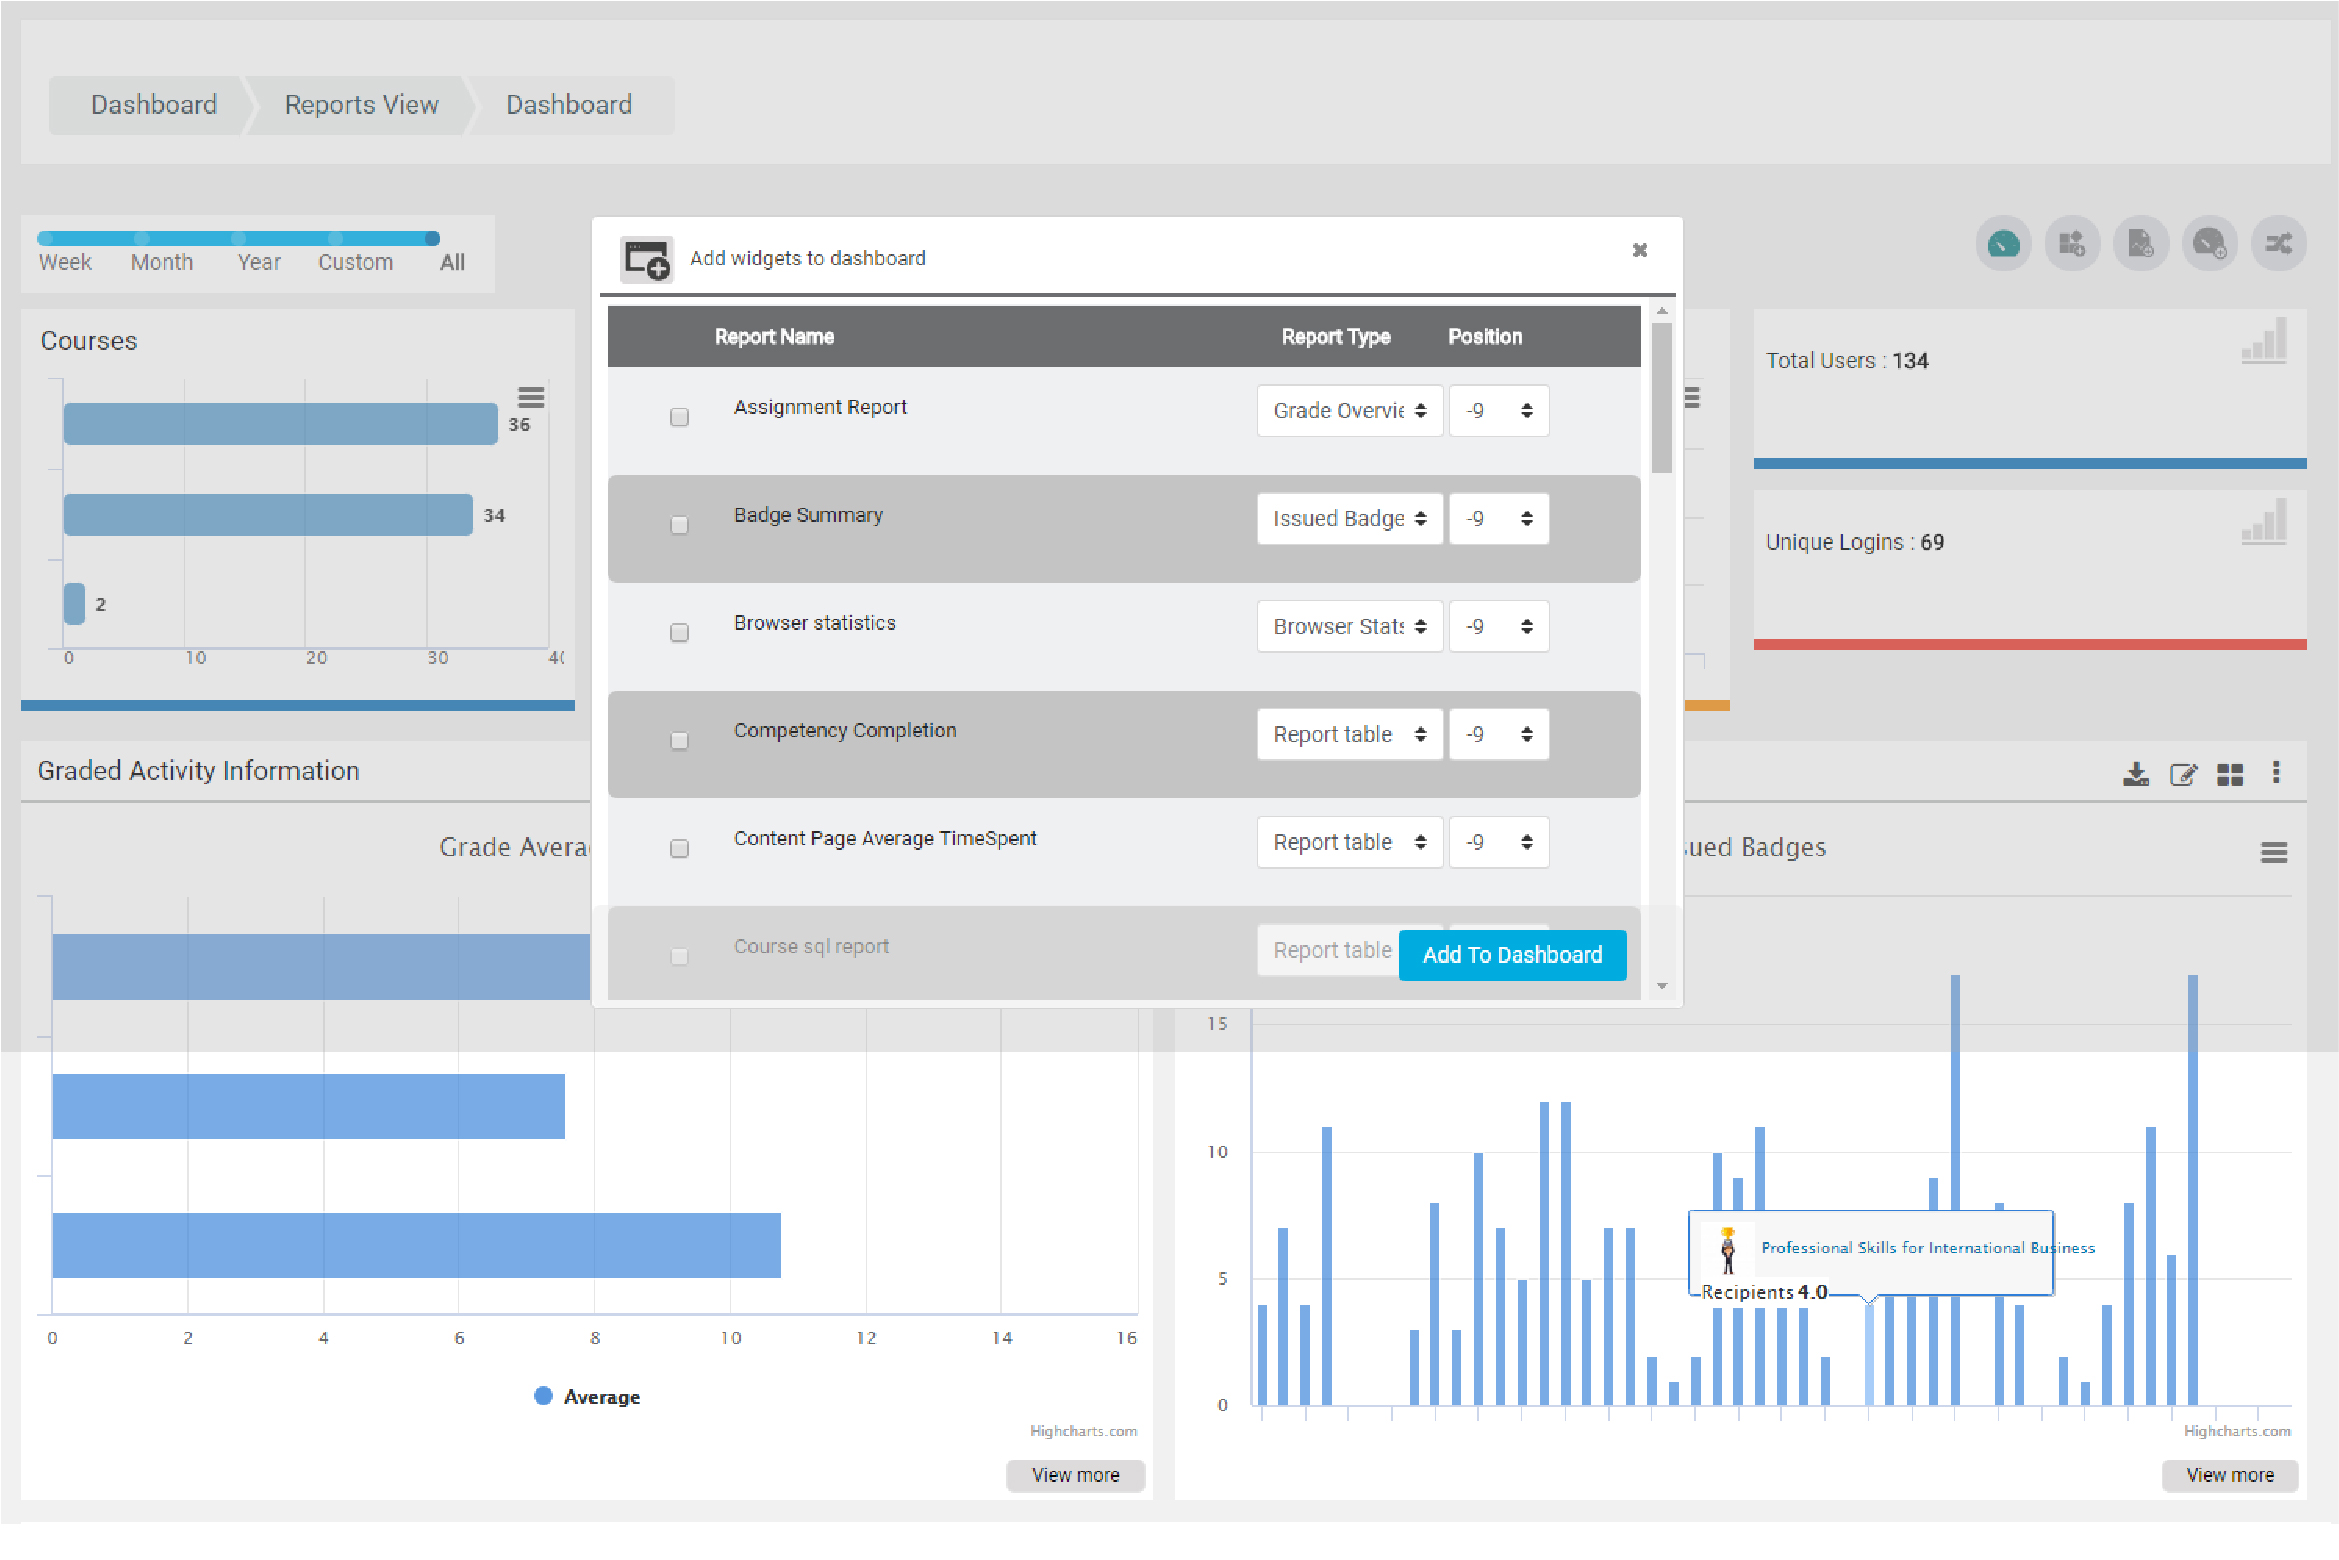 Dashboard Reports View Dashboard
Week Month Year Custom All
Add widgets to dashboard
Report Name Report Type Position
Assignment Report Grade Overvie -9
Badge Summary Issued Badge -9
Browser statistics Browser Stats -9
Competency Completion Report table -9
Content Page Average TimeSpent Report table -9
Course sql report Report table
Add To Dashboard
Courses
36
34
2
0 10 20 30 40
Total Users : 134
Unique Logins : 69
Graded Activity Information
Grade Avera
0 2 4 6 8 10 12 14 16
Average
Highcharts.com
View more
ued Badges
15
10
5
0
Professional Skills for International Business
Recipients 4.0
Highcharts.com
View more